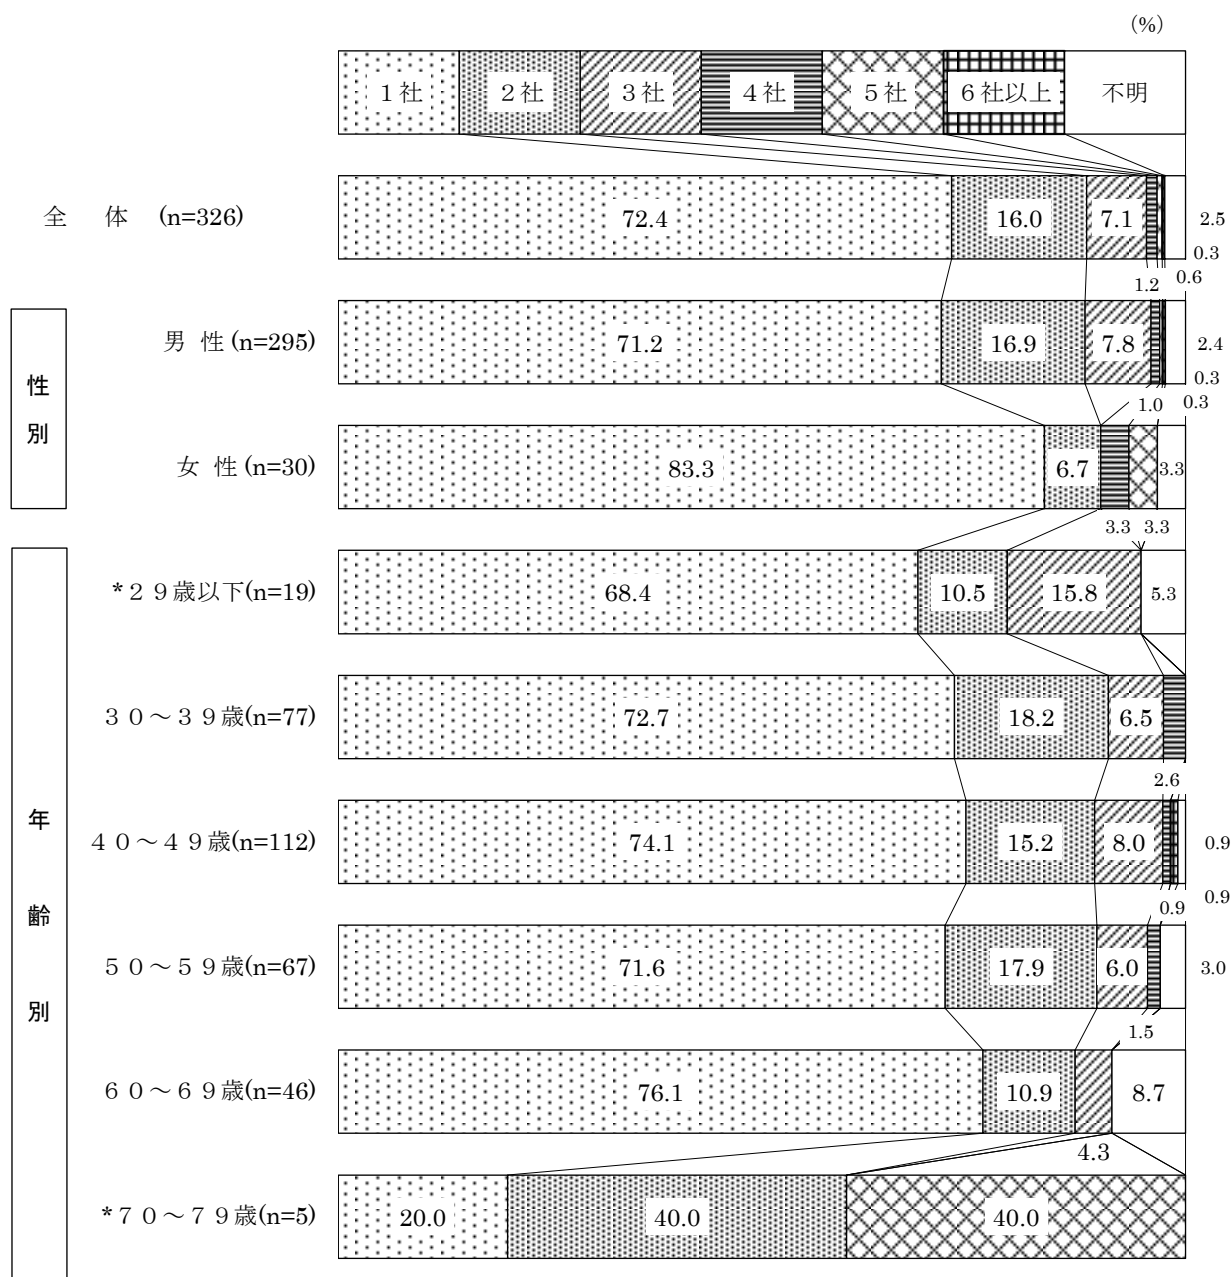 (%)
１社 ２社 ３社 ４社 ５社 ６社以上 不明
全 体 (n=326) 72.4 16.0 7.1 2.5
0.3
1.2 0.6
男 性(n=295) 71.2 16.9 7.8 2.4
0.3
1.0 0.3
女 性(n=30) 83.3 6.7 3.3
3.3 3.3
*２９歳以下(n=19) 68.4 10.5 15.8 5.3
３０～３９歳(n=77) 72.7 18.2 6.5
2.6
４０～４９歳(n=112) 74.1 15.2 8.0 0.9
0.9 0.9
５０～５９歳(n=67) 71.6 17.9 6.0 3.0
1.5
６０～６９歳(n=46) 76.1 10.9 8.7
4.3
*７０～７９歳(n=5) 20.0 40.0 40.0
性別
年齢別